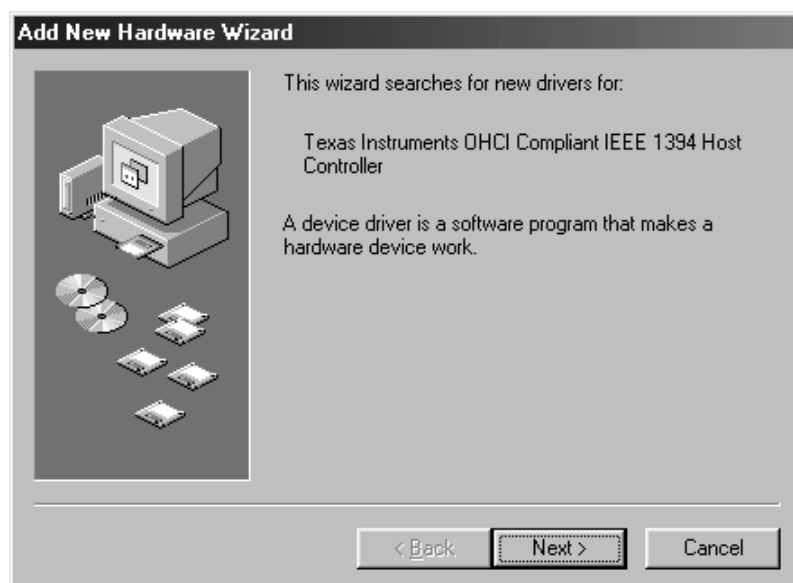 Add New Hardware Wizard
This wizard searches for new drivers for:
Texas Instruments OHCI Compliant IEEE 1394 Host
Controller
A device driver is a software program that makes a
hardware device work.
< Back
Next >
Cancel